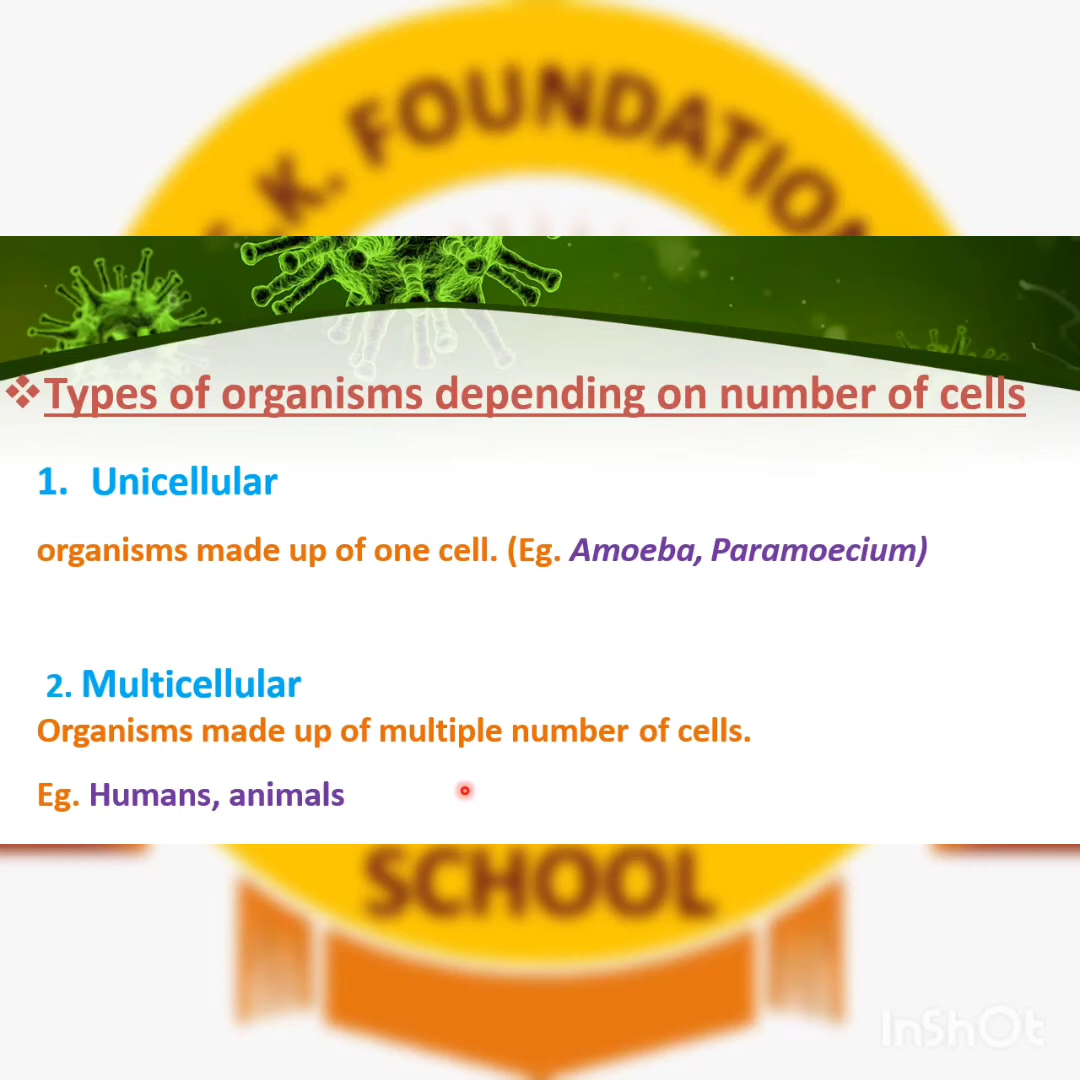 K. FOUNDATION
❖Types of organisms depending on number of cells
1. Unicellular
organisms made up of one cell. (Eg. Amoeba, Paramoecium)
2. Multicellular
Organisms made up of multiple number of cells.
Eg. Humans, animals
SCHOOL
InShOt